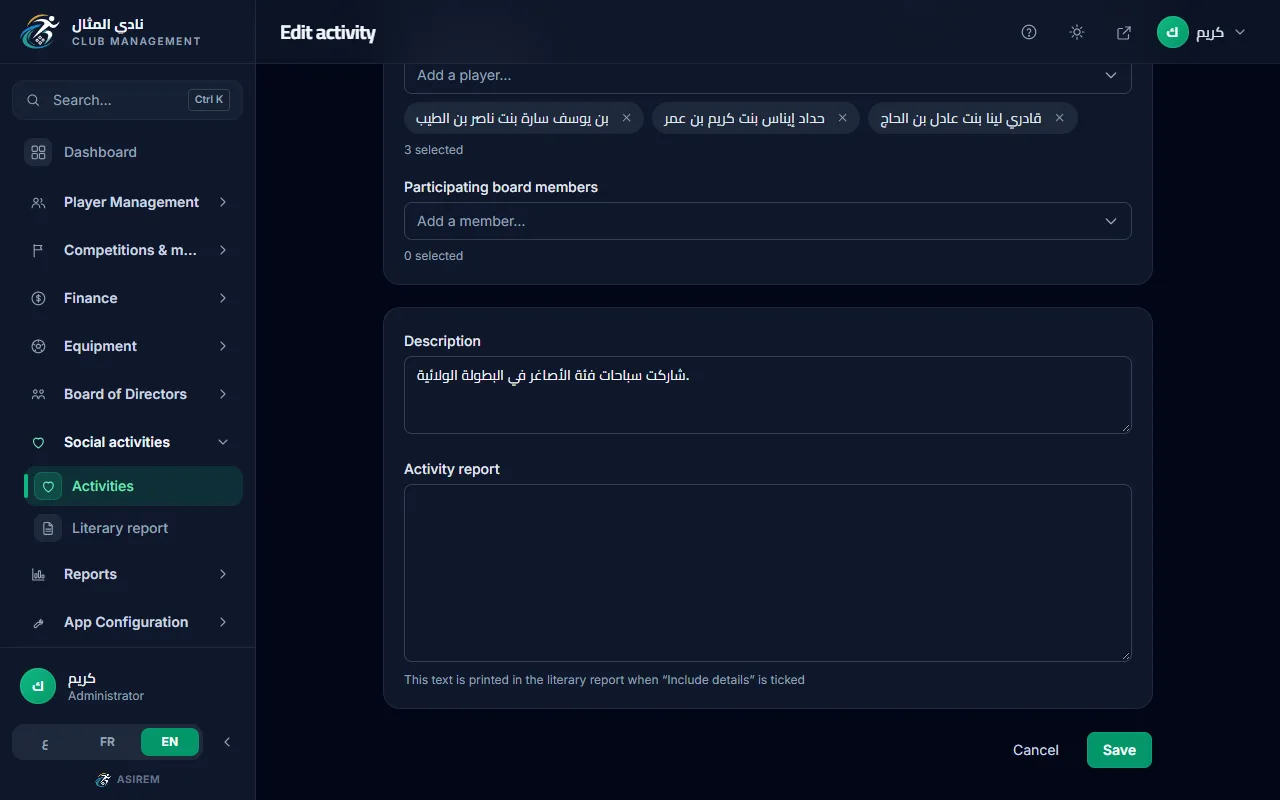 نادي المثال
CLUB MANAGEMENT
Search...
Ctrl K
Dashboard
Player Management
Competitions & m...
Finance
Equipment
Board of Directors
Social activities
Activities
Literary report
Reports
App Configuration
ك
كريم
Administrator
ع
FR
EN
ASIREM
Edit activity
ك
كريم
Add a player...
بن يوسف سارة بنت ناصر بن الطيب
حداد إيناس بنت كريم بن عمر
قادري لينا بنت عادل بن الحاج
3 selected
Participating board members
Add a member...
0 selected
Description
شاركت سباحات فئة الأصاغر في البطولة الولائية.
Activity report
This text is printed in the literary report when “Include details” is ticked
Cancel
Save